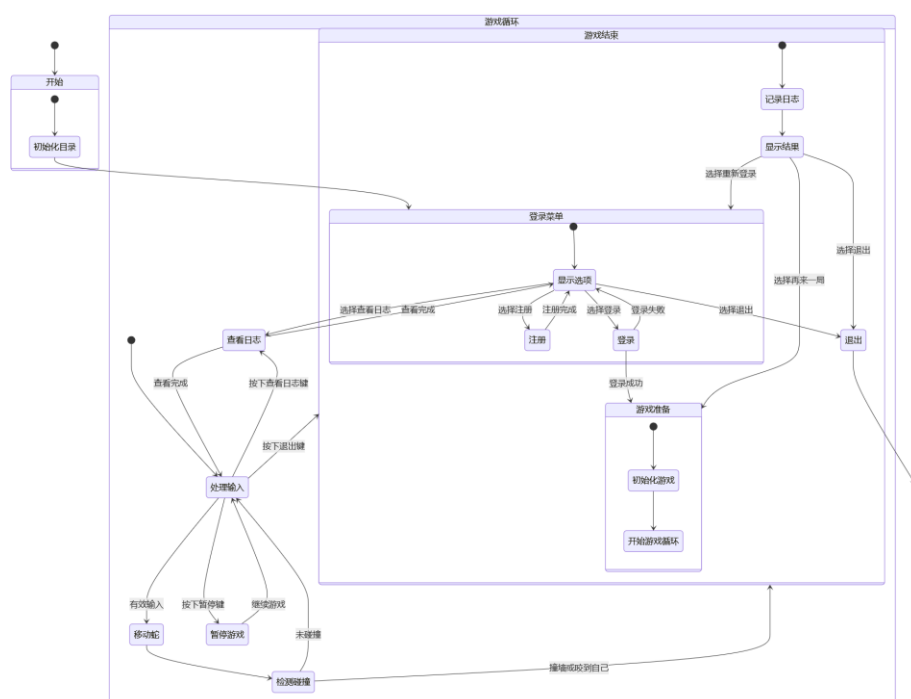 游戏循环
游戏结束
开始
初始化目录
记录日志
显示结果
选择重新登录
登录菜单
选择退出
选择再来一局
显示选项
选择查看日志
查看完成
选择注册
注册完成
选择登录
登录失败
选择退出
查看日志
注册
登录
退出
查看完成
按下查看日志键
登录成功
游戏准备
按下退出键
处理输入
初始化游戏
开始游戏循环
有效输入
按下暂停键
继续游戏
未碰撞
移动蛇
暂停游戏
检测碰撞
撞墙或咬到自己